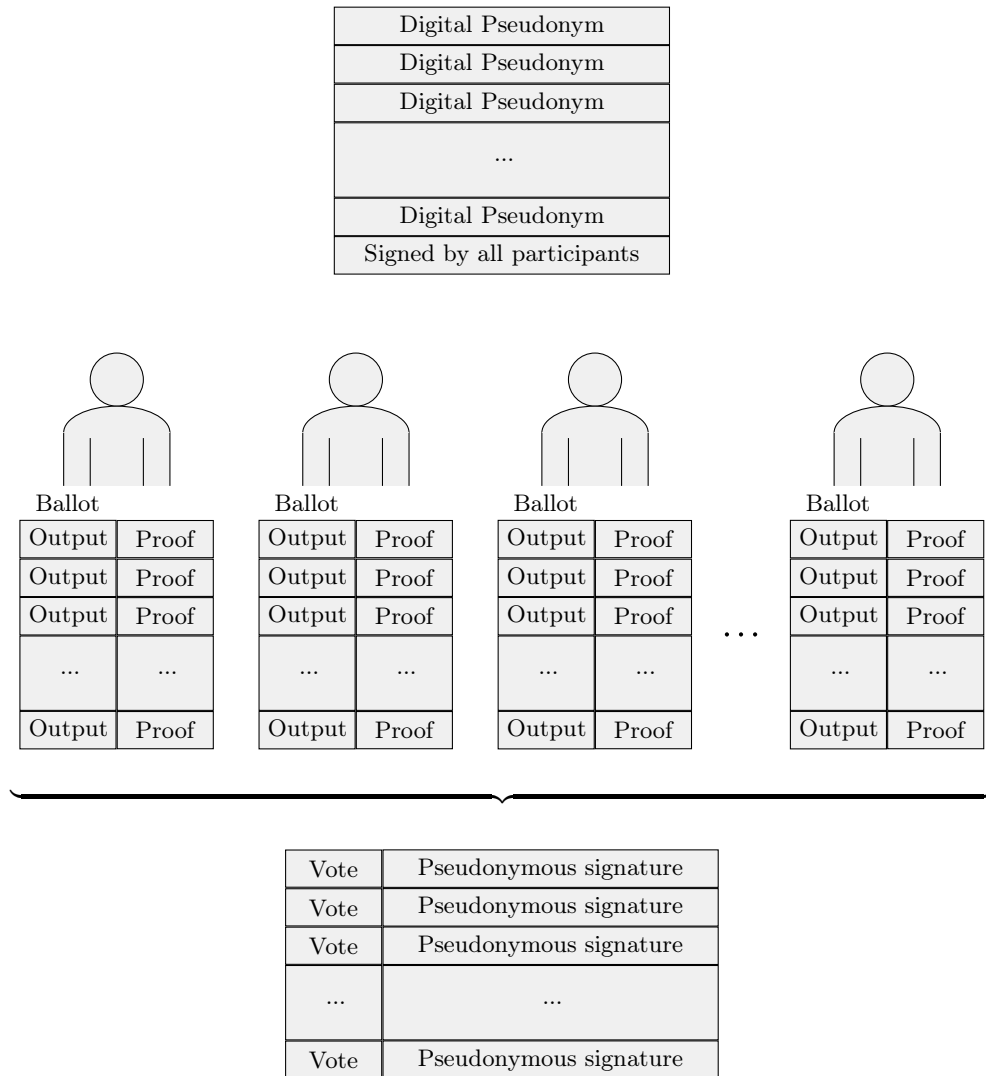 Digital Pseudonym
Digital Pseudonym
Digital Pseudonym
...
Digital Pseudonym
Signed by all participants
Ballot Ballot Ballot Ballot
Output Proof Output Proof Output Proof Output Proof
Output Proof Output Proof Output Proof Output Proof
Output Proof Output Proof Output Proof ... Output Proof
... ... ... ... ... ... ... ...
Output Proof Output Proof Output Proof Output Proof
Vote Pseudonymous signature
Vote Pseudonymous signature
Vote Pseudonymous signature
... ...
Vote Pseudonymous signature